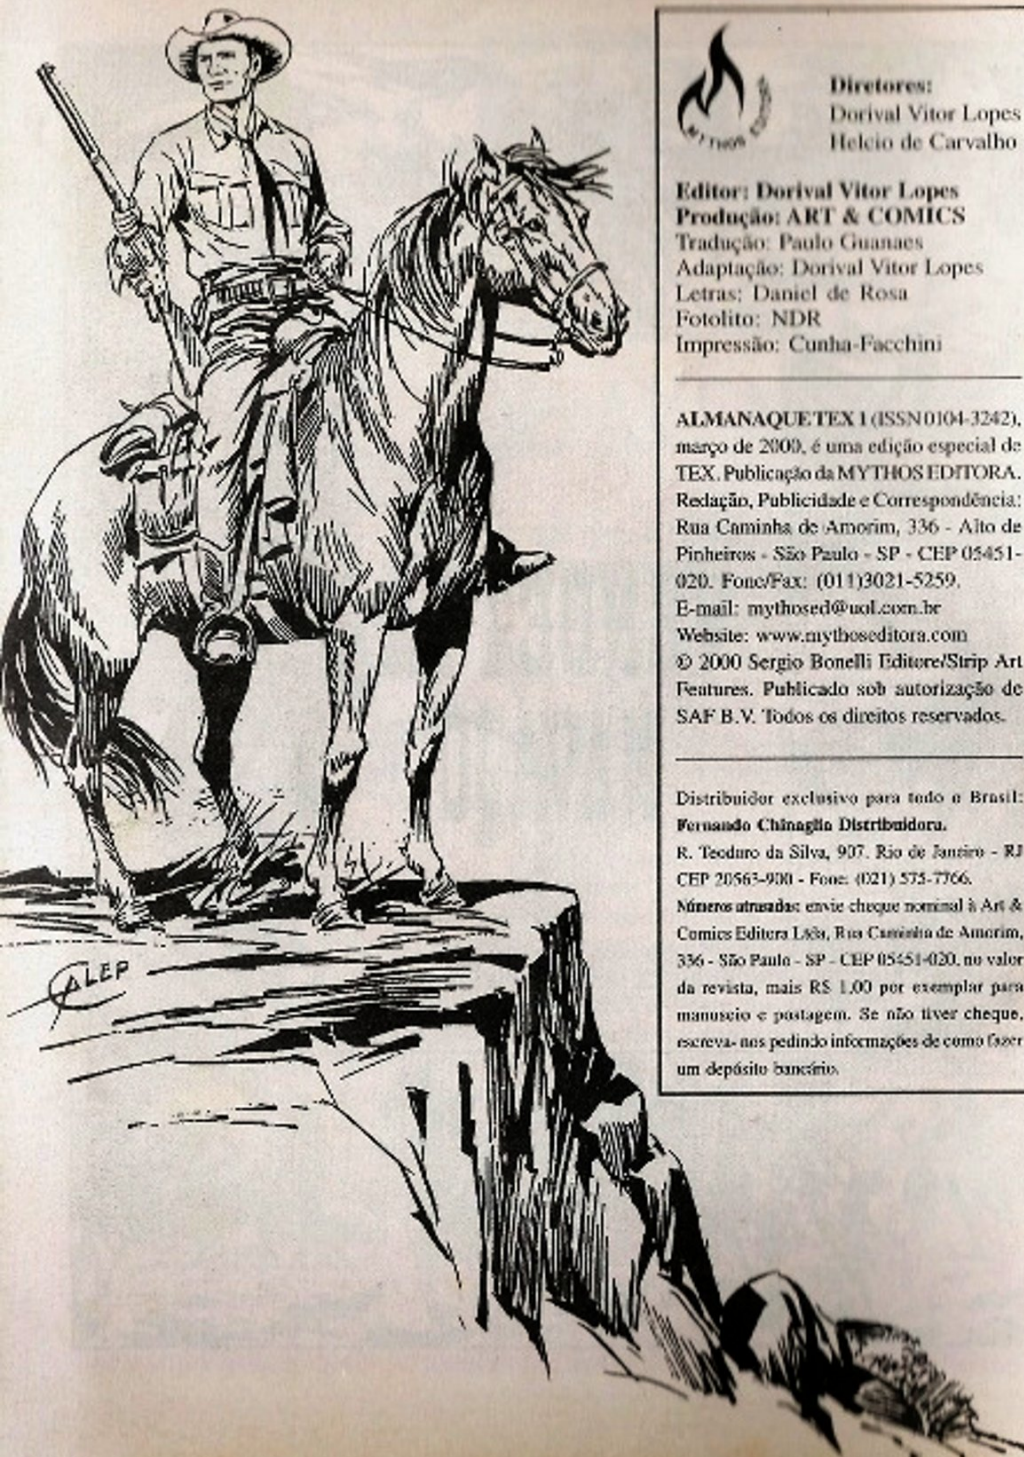 MYTHOS EDITORA
Diretores:
Dorival Vitor Lopes
Helcio de Carvalho
Editor: Dorival Vitor Lopes
Produção: ART & COMICS
Tradução: Paulo Guanaes
Adaptação: Dorival Vitor Lopes
Letras: Daniel de Rosa
Fotolito: NDR
Impressão: Cunha-Facchini
ALMANAQUE TEX 1 (ISSN 0104-3242),
março de 2000, é uma edição especial de
TEX. Publicação da MYTHOS EDITORA.
Redação, Publicidade e Correspondência:
Rua Caminha de Amorim, 336 - Alto de
Pinheiros - São Paulo - SP - CEP 05451-
020. Fone/Fax: (011)3021-5259.
E-mail: mythosed@uol.com.br
Website: www.mythoseditora.com
© 2000 Sergio Bonelli Editore/Strip Art
Features. Publicado sob autorização de
SAF B.V. Todos os direitos reservados.
Distribuidor exclusivo para todo o Brasil:
Fernando Chinaglia Distribuidora.
R. Teodoro da Silva, 907. Rio de Janeiro - RJ
CEP 20563-900 - Fone: (021) 575-7766.
Números atrasados: envie cheque nominal à Art &
Comics Editora Ltda, Rua Caminha de Amorim,
336 - São Paulo - SP - CEP 05451-020, no valor
da revista, mais R$ 1,00 por exemplar para
manuseio e postagem. Se não tiver cheque,
escreva-nos pedindo informações de como fazer
um depósito bancário.
GALEP